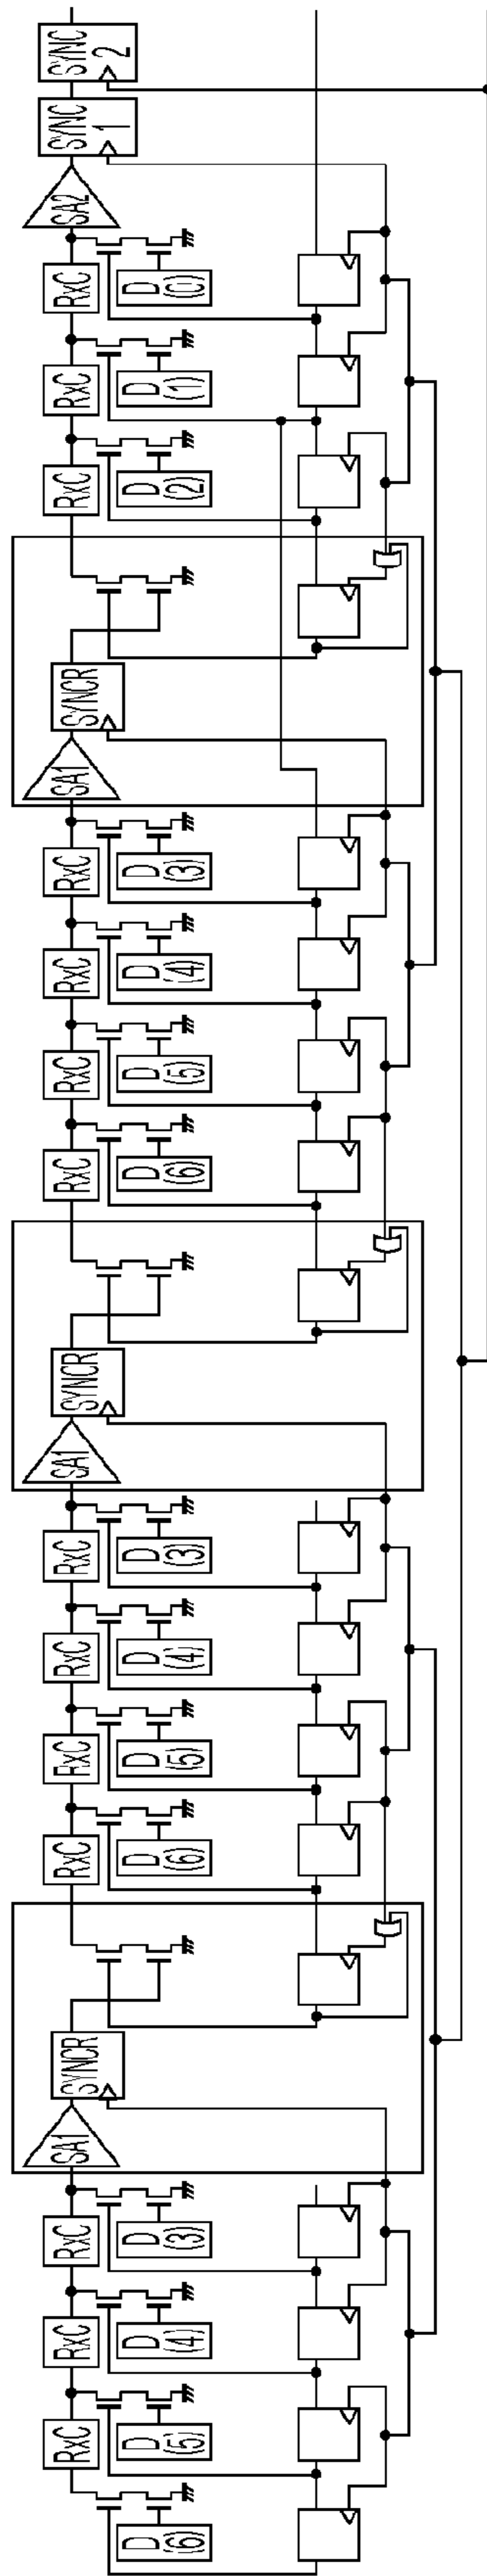 D
(6)
RxC
D
(5)
RxC
D
(4)
RxC
D
(3)
SA1
SYNCR
RxC
D
(6)
RxC
D
(5)
RxC
D
(4)
RxC
D
(3)
SA1
SYNCR
RxC
D
(6)
RxC
D
(5)
RxC
D
(4)
RxC
D
(3)
SA1
SYNCR
RxC
D
(2)
RxC
D
(1)
RxC
D
(0)
SA2
SYNC
1
SYNC
2